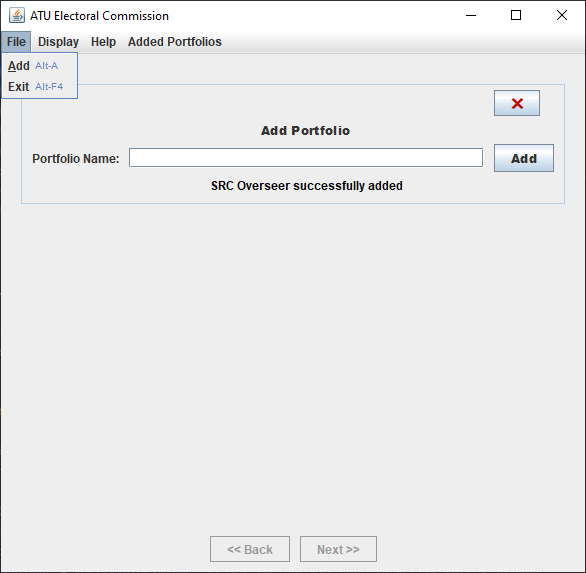 ATU Electoral Commission
File Display Help Added Portfolios
Add Alt-A
Exit Alt-F4
Add Portfolio
Portfolio Name: Add
SRC Overseer successfully added
<< Back Next >>